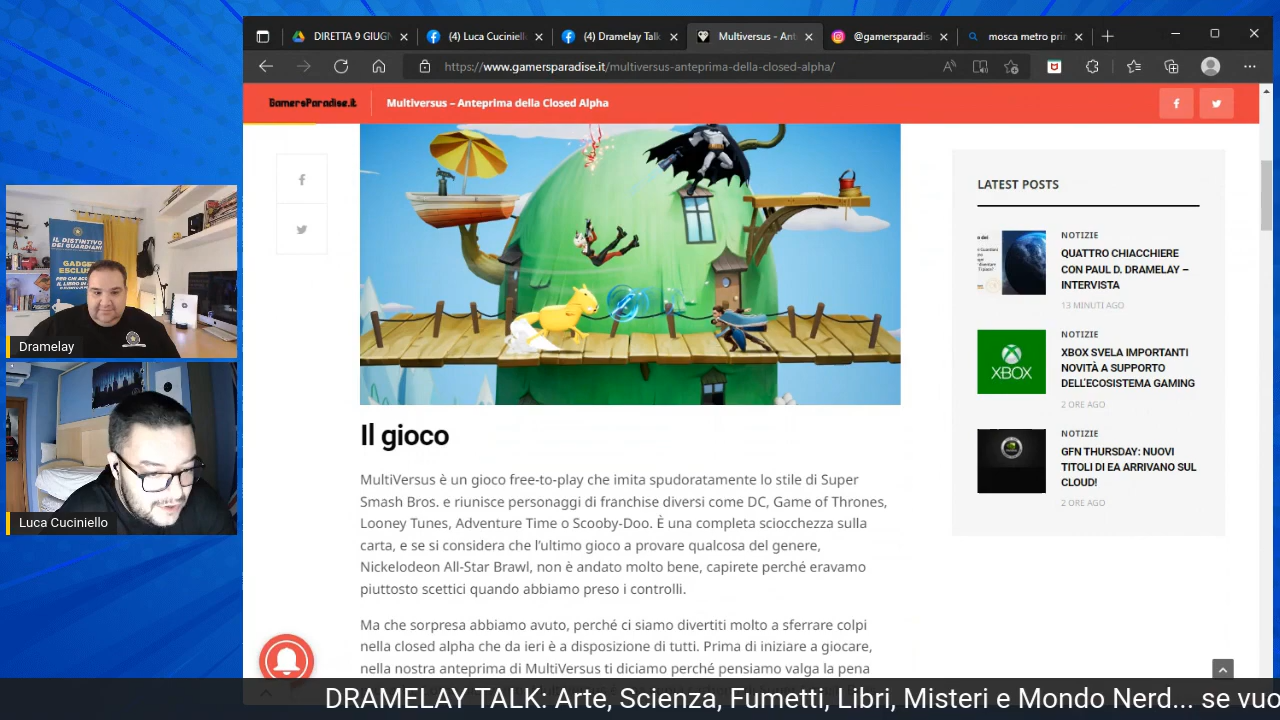 DIRETTA 9 GIUGN
(4) Luca Cuciniell
(4) Dramelay Talk
Multiversus - Ant
@gamersparadise
mosca metro prin
https://www.gamersparadise.it/multiversus-anteprima-della-closed-alpha/
GamersParadise.it
Multiversus – Anteprima della Closed Alpha
IL DISTINTIVO
DEI GUARDIANI
GADGET
Dramelay
Luca Cuciniello
Il gioco
MultiVersus è un gioco free-to-play che imita spudoratamente lo stile di Super
Smash Bros. e riunisce personaggi di franchise diversi come DC, Game of Thrones,
Looney Tunes, Adventure Time o Scooby-Doo. È una completa sciocchezza sulla
carta, e se si considera che l’ultimo gioco a provare qualcosa del genere,
Nickelodeon All-Star Brawl, non è andato molto bene, capirete perché eravamo
piuttosto scettici quando abbiamo preso i controlli.
Ma che sorpresa abbiamo avuto, perché ci siamo divertiti molto a sferrare colpi
nella closed alpha che da ieri è a disposizione di tutti. Prima di iniziare a giocare,
nella nostra anteprima di MultiVersus ti diciamo perché pensiamo valga la pena
LATEST POSTS
NOTIZIE
QUATTRO CHIACCHIERE
CON PAUL D. DRAMELAY –
INTERVISTA
13 MINUTI AGO
NOTIZIE
XBOX SVELA IMPORTANTI
NOVITÀ A SUPPORTO
DELL’ECOSISTEMA GAMING
2 ORE AGO
XBOX
NOTIZIE
GFN THURSDAY: NUOVI
TITOLI DI EA ARRIVANO SUL
CLOUD!
2 ORE AGO
DRAMELAY TALK: Arte, Scienza, Fumetti, Libri, Misteri e Mondo Nerd... se vuo